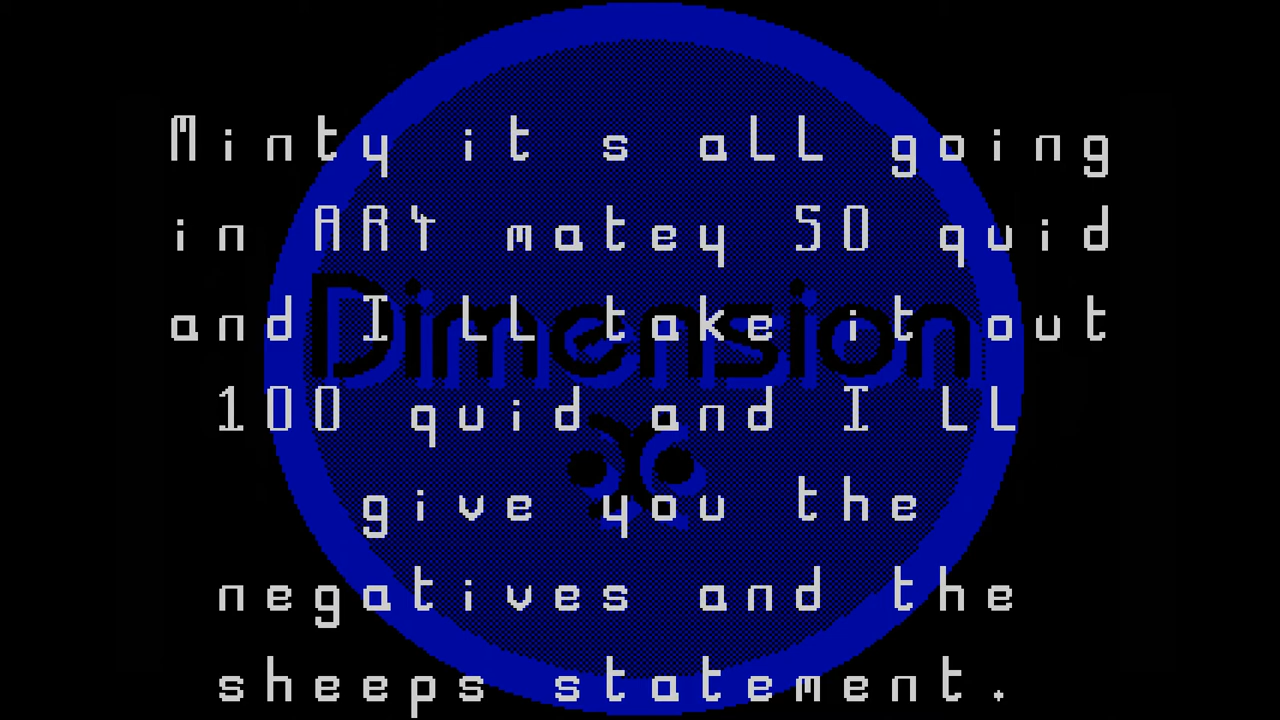 Minty it s all going
in ARY matey 50 quid
and I ll take it out
Dimension
100 quid and I ll
give you the
negatives and the
sheeps statement.